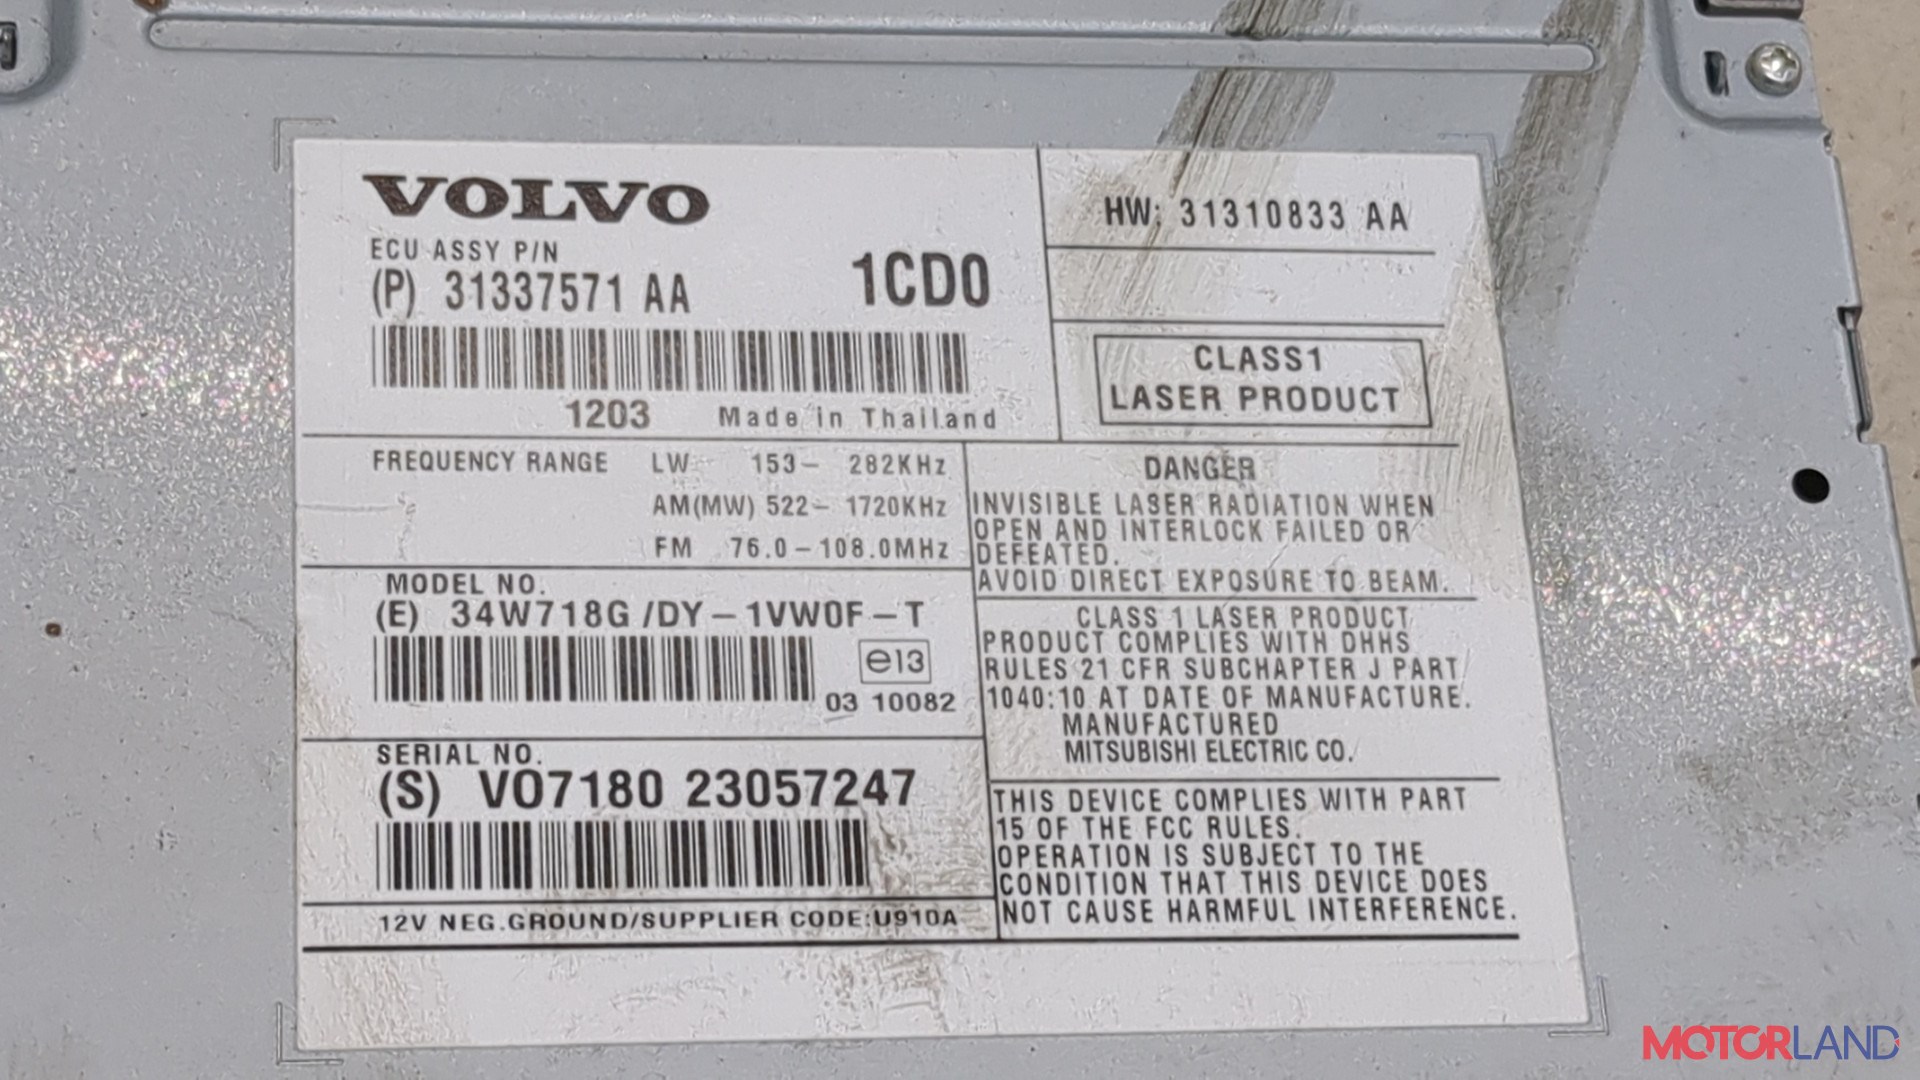 VOLVO
ECU ASSY P/N
(P) 31337571 AA 1CD0
1203 Made in Thailand
HW: 31310833 AA
CLASS1
LASER PRODUCT
FREQUENCY RANGE LW 153– 282KHz
AM(MW) 522– 1720KHz
FM 76.0–108.0MHz
DANGER
INVISIBLE LASER RADIATION WHEN
OPEN AND INTERLOCK FAILED OR
DEFEATED.
AVOID DIRECT EXPOSURE TO BEAM.
MODEL NO.
(E) 34W718G /DY–1VW0F–T
e13
03 10082
CLASS 1 LASER PRODUCT
PRODUCT COMPLIES WITH DHHS
RULES 21 CFR SUBCHAPTER J PART
1040:10 AT DATE OF MANUFACTURE.
MANUFACTURED
MITSUBISHI ELECTRIC CO.
SERIAL NO.
(S) VO7180 23057247
12V NEG.GROUND/SUPPLIER CODE:U910A
THIS DEVICE COMPLIES WITH PART
15 OF THE FCC RULES.
OPERATION IS SUBJECT TO THE
CONDITION THAT THIS DEVICE DOES
NOT CAUSE HARMFUL INTERFERENCE.
MOTORLAND